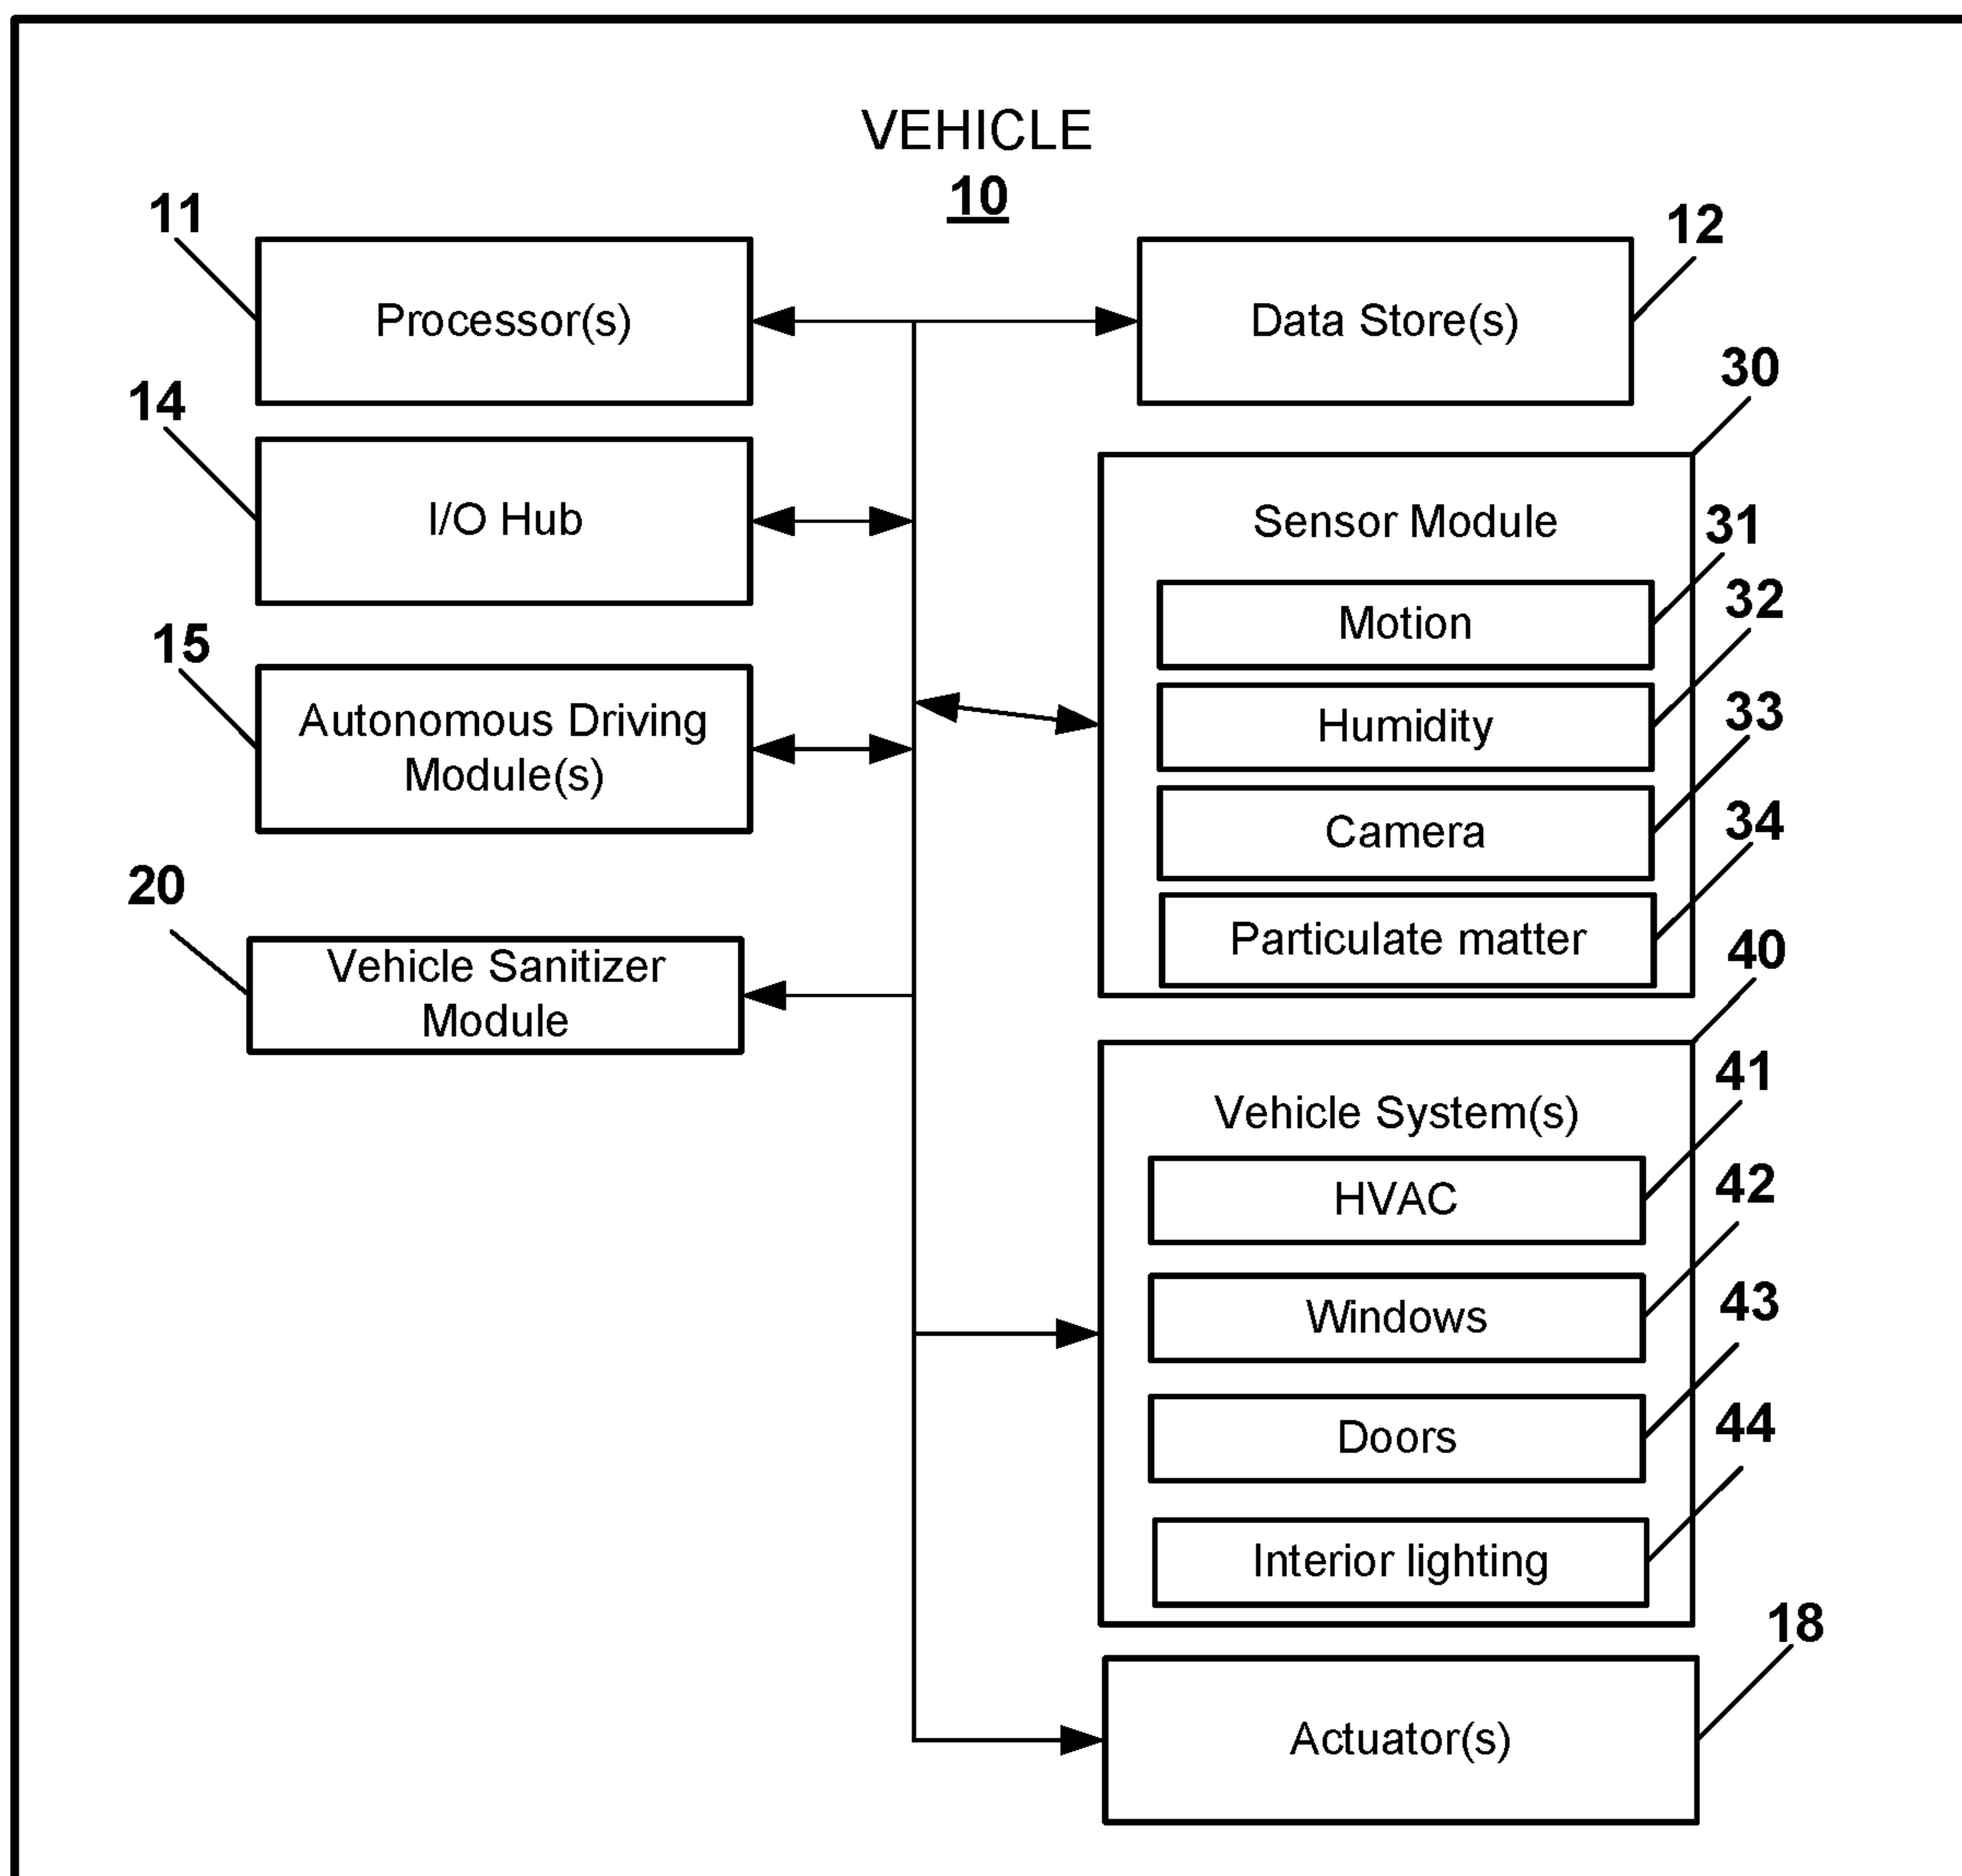 VEHICLE
10
11
Processor(s)
12
Data Store(s)
14
I/O Hub
30
Sensor Module
31
Motion
32
Humidity
33
Camera
34
Particulate matter
15
Autonomous Driving
Module(s)
20
Vehicle Sanitizer
Module
40
Vehicle System(s)
41
HVAC
42
Windows
43
Doors
44
Interior lighting
18
Actuator(s)